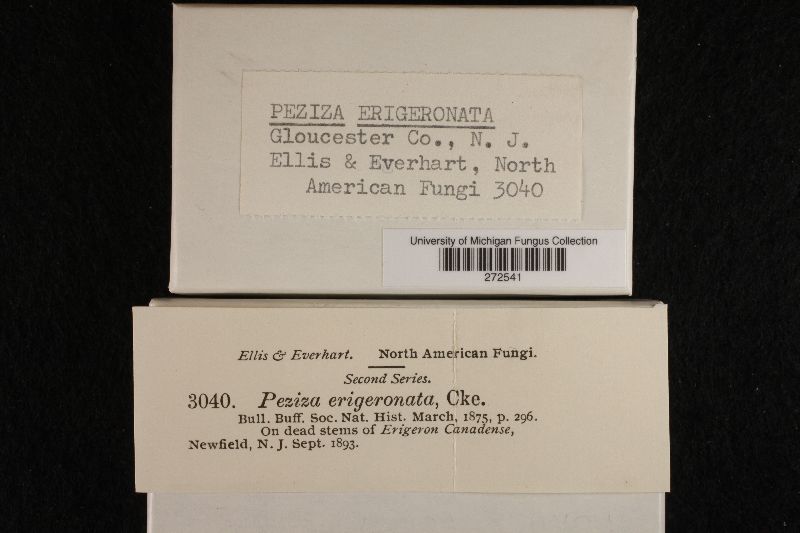 PEZIZA ERIGERONATA
Gloucester Co., N. J.
Ellis & Everhart, North
American Fungi 3040
University of Michigan Fungus Collection
272541
Ellis & Everhart. North American Fungi.
Second Series.
3040. Peziza erigeronata, Cke.
Bull. Buff. Soc. Nat. Hist. March, 1875, p. 296.
On dead stems of Erigeron Canadense,
Newfield, N. J. Sept. 1893.